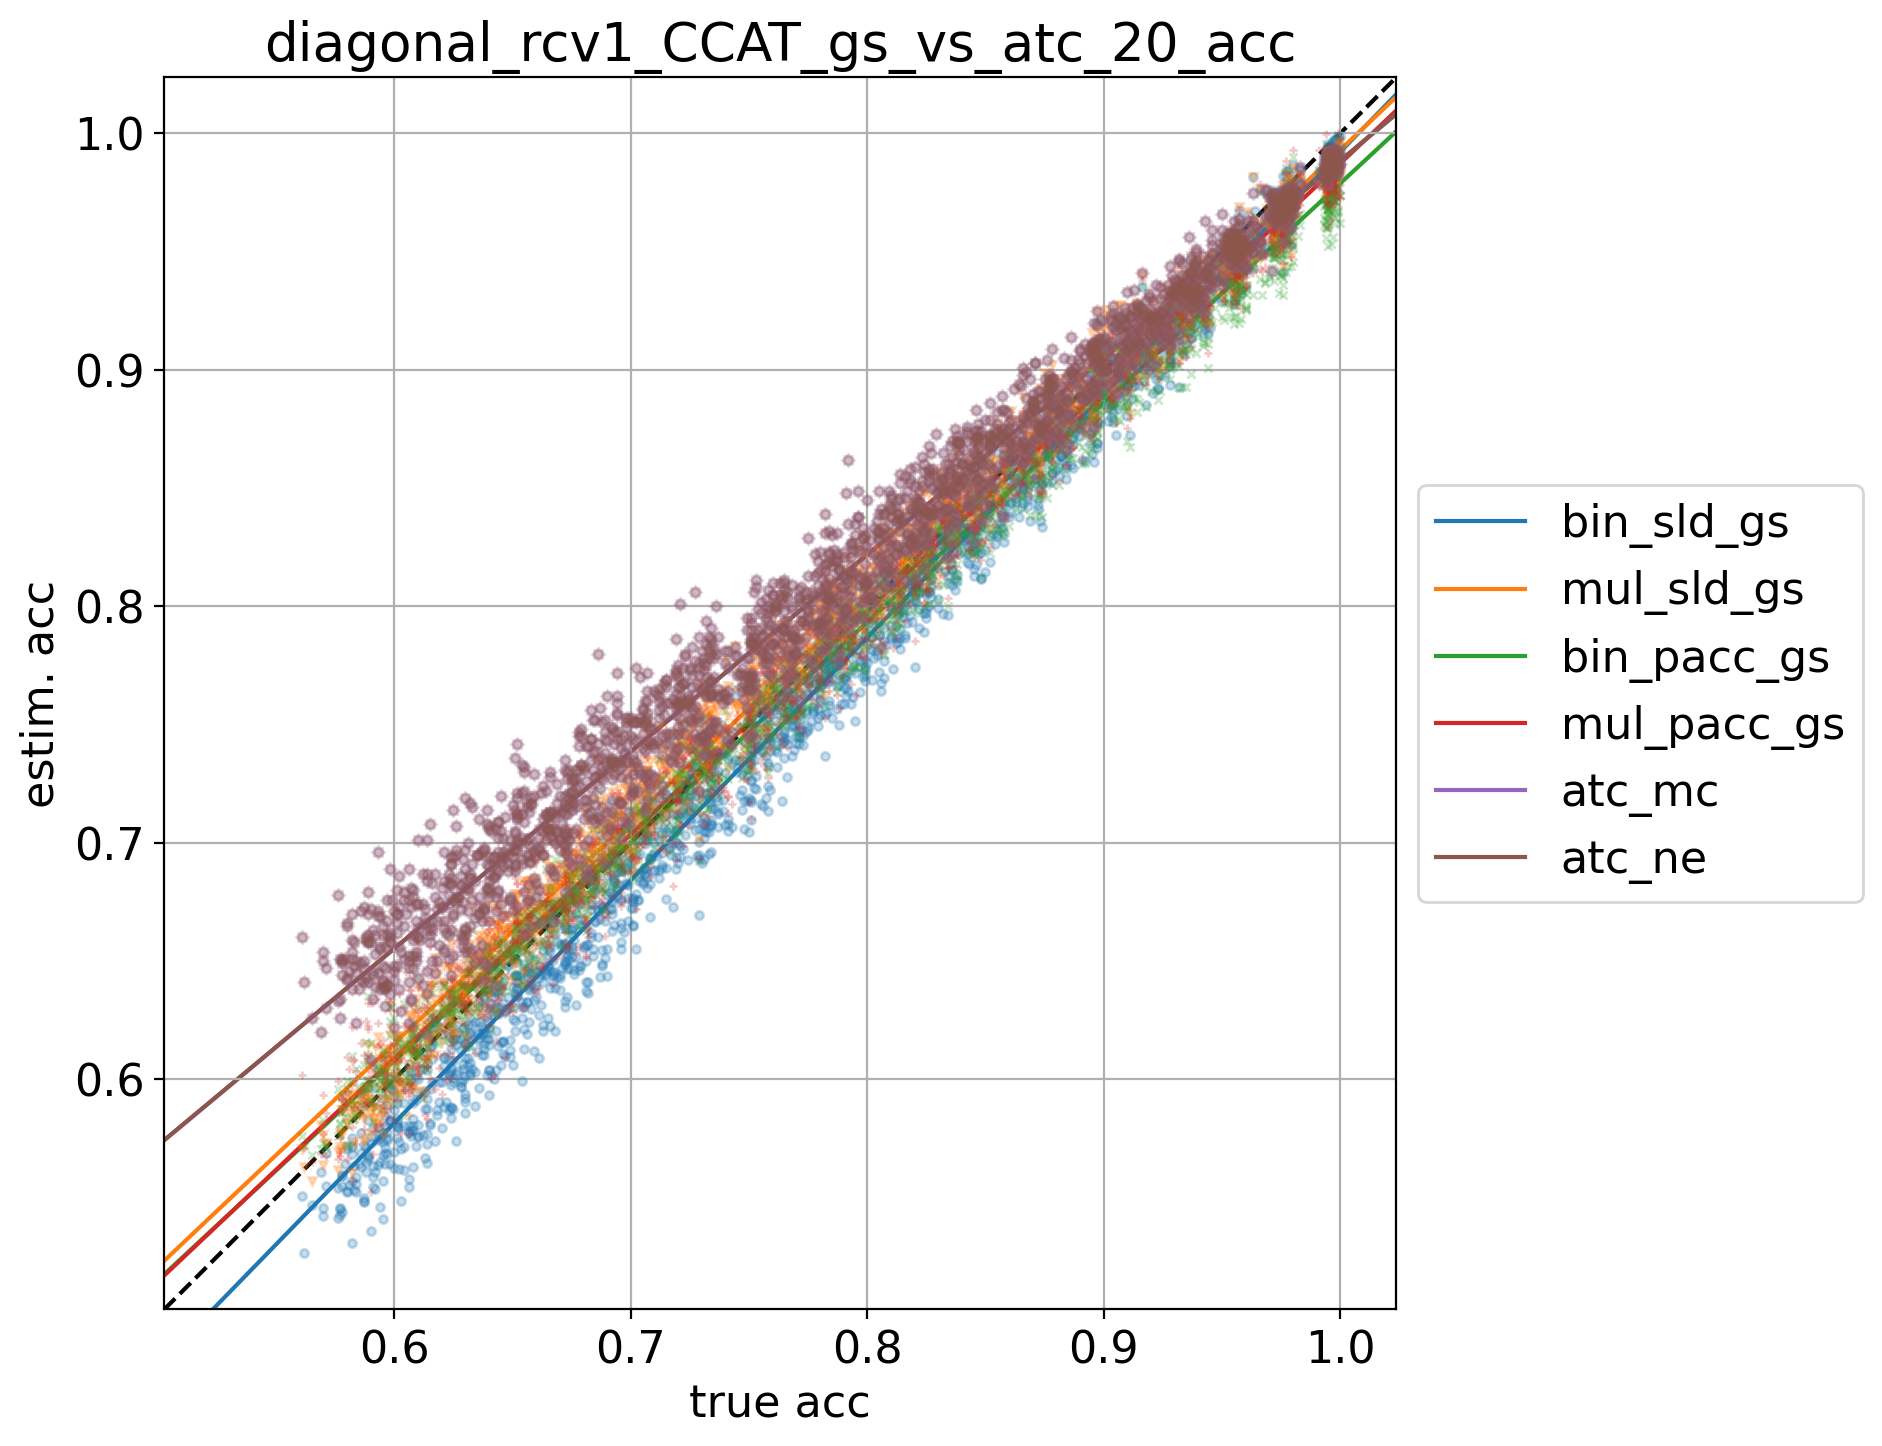 diagonal_rcv1_CCAT_gs_vs_atc_20_acc
1.0
0.9
0.8
0.7
0.6
estim. acc
0.6 0.7 0.8 0.9 1.0
true acc
bin_sld_gs
mul_sld_gs
bin_pacc_gs
mul_pacc_gs
atc_mc
atc_ne